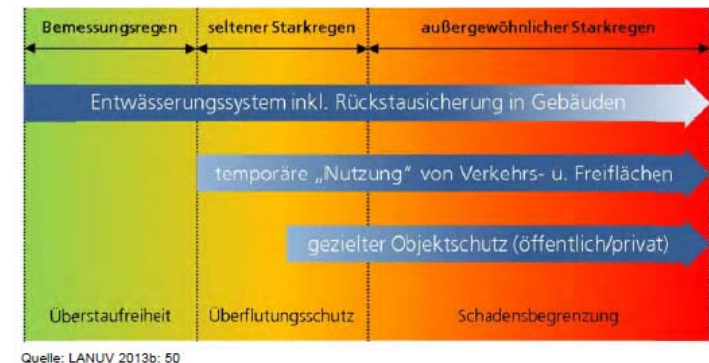 Bemessungsregen seltener Starkregen außergewöhnlicher Starkregen
Entwässerungssystem inkl. Rückstausicherung in Gebäuden
temporäre „Nutzung" von Verkehrs- u. Freiflächen
gezielter Objektschutz (öffentlich/privat)
Überstaufreiheit Überflutungsschutz Schadensbegrenzung
Quelle: LANUV 2013b: 50